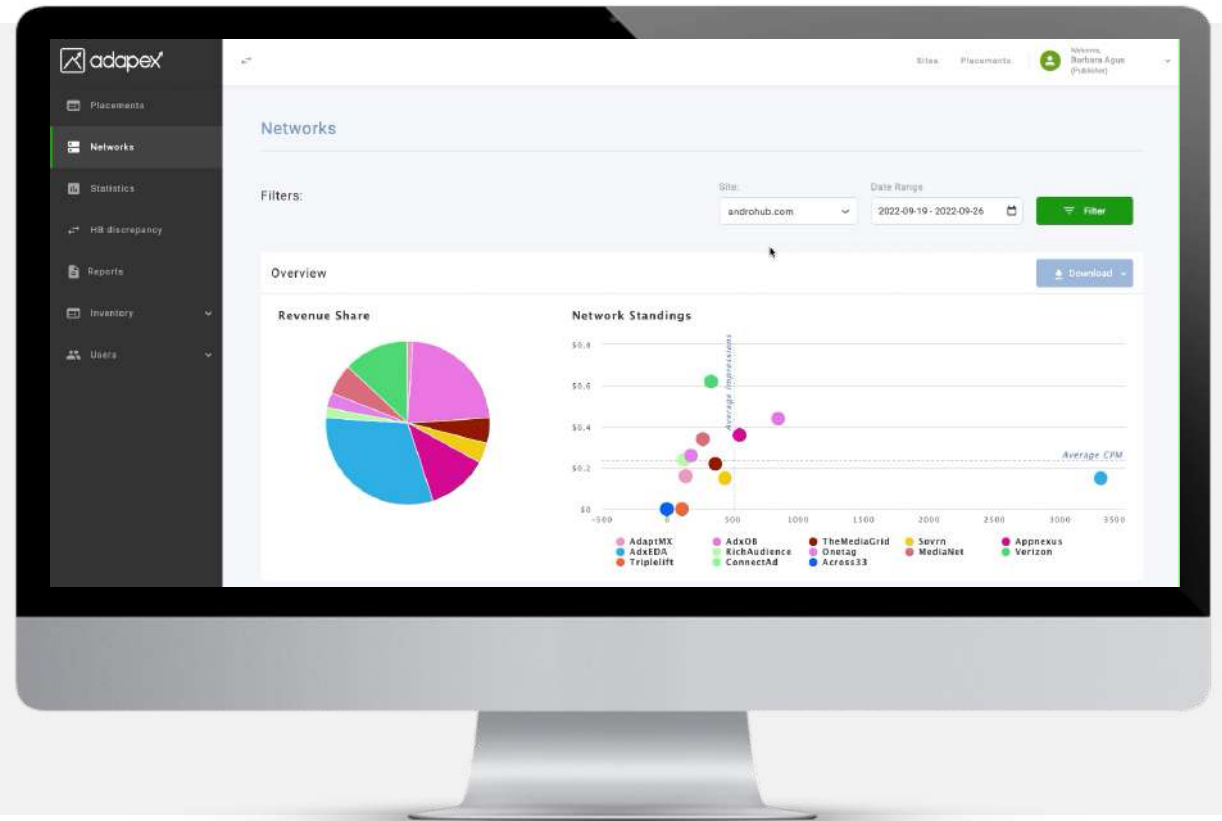 adapex
Sites Placements
Welcome,
Barbara Agus
(Publisher)
Placements
Networks
Statistics
HB discrepancy
Reports
Inventory
Users
Networks
Filters:
Site:
androhub.com
Date Range
2022-09-19 - 2022-09-26
Filter
Overview
Download
Revenue Share
Network Standings
$0.8
$0.6
$0.4
$0.2
$0
Average Impressions
Average CPM
-500 0 500 1000 1500 2000 2500 3000 3500
AdaptMX AdxOB TheMediaGrid Sovrn Appnexus
AdxEDA RichAudience Onetag MediaNet Verizon
Triplelift ConnectAd Across33